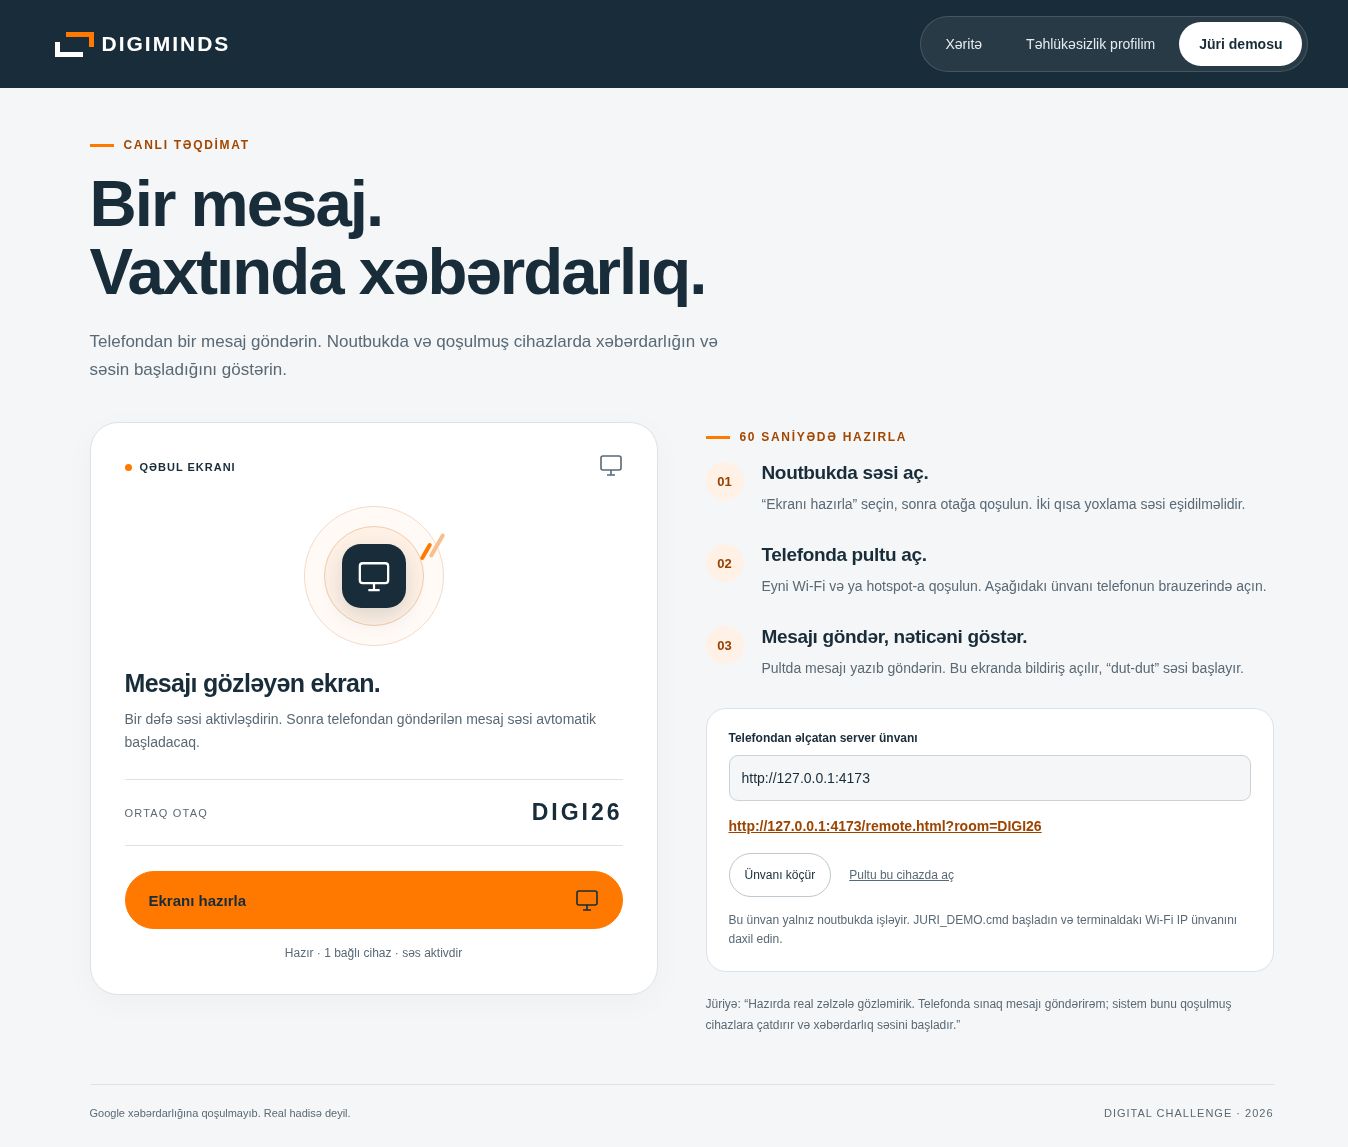 DIGIMINDS
Xəritə
Təhlükəsizlik profilim
Jüri demosu
CANLI TƏQDİMAT
Bir mesaj.
Vaxtında xəbərdarlıq.
Telefondan bir mesaj göndərin. Noutbukda və qoşulmuş cihazlarda xəbərdarlığın və
səsin başladığını göstərin.
QƏBUL EKRANI
Mesajı gözləyən ekran.
Bir dəfə səsi aktivləşdirin. Sonra telefondan göndərilən mesaj səsi avtomatik
başladacaq.
ORTAQ OTAQ
DIGI26
Ekranı hazırla
Hazır · 1 bağlı cihaz · səs aktivdir
60 SANİYƏDƏ HAZIRLA
01
Noutbukda səsi aç.
“Ekranı hazırla” seçin, sonra otağa qoşulun. İki qısa yoxlama səsi eşidilməlidir.
02
Telefonda pultu aç.
Eyni Wi-Fi və ya hotspot-a qoşulun. Aşağıdakı ünvanı telefonun brauzerində açın.
03
Mesajı göndər, nəticəni göstər.
Pultda mesajı yazıb göndərin. Bu ekranda bildiriş açılır, “dut-dut” səsi başlayır.
Telefondan əlçatan server ünvanı
http://127.0.0.1:4173
http://127.0.0.1:4173/remote.html?room=DIGI26
Ünvanı köçür
Pultu bu cihazda aç
Bu ünvan yalnız noutbukda işləyir. JURI_DEMO.cmd başladın və terminaldakı Wi-Fi IP ünvanını
daxil edin.
Jüriyə: “Hazırda real zəlzələ gözləmirik. Telefonda sınaq mesajı göndərirəm; sistem bunu qoşulmuş
cihazlara çatdırır və xəbərdarlıq səsini başladır.”
Google xəbərdarlığına qoşulmayıb. Real hadisə deyil.
DIGITAL CHALLENGE · 2026